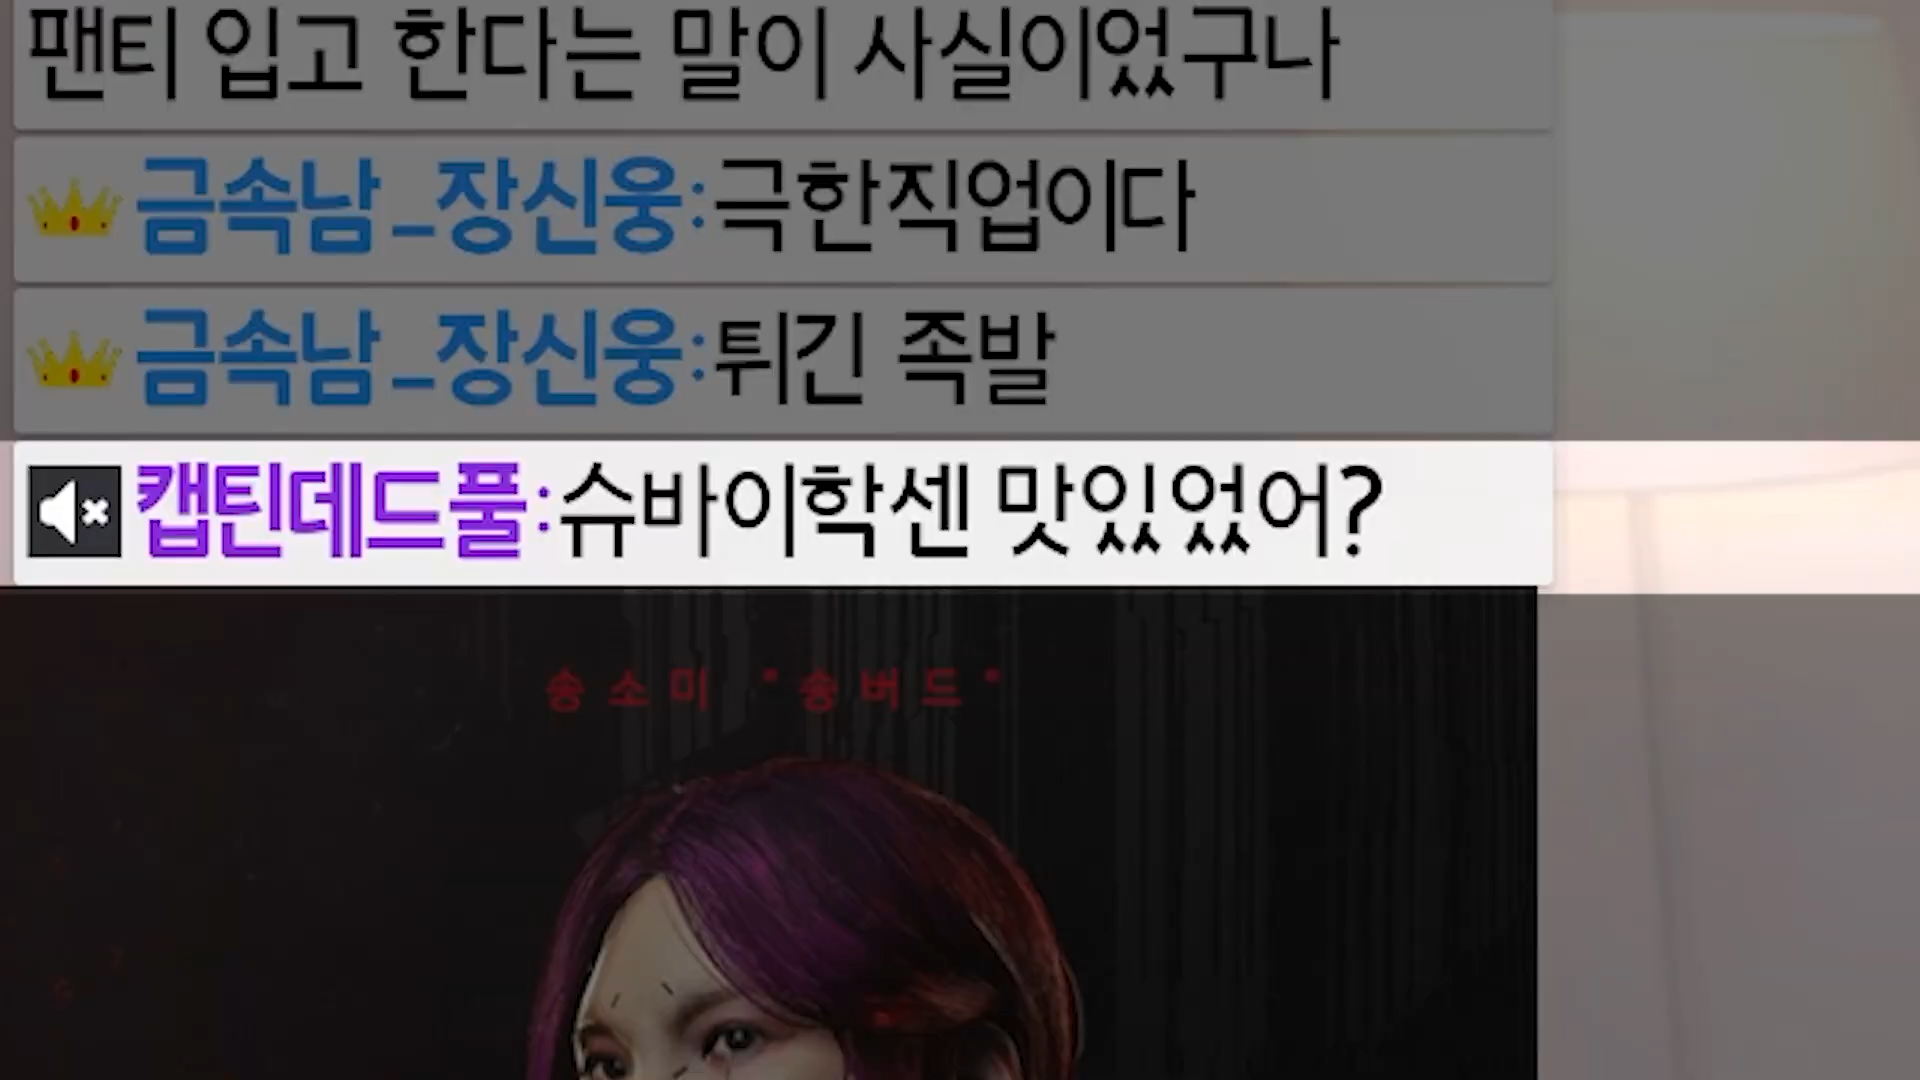 팬티 입고 한다는 말이 사실이었구나
금속남_장신웅:극한직업이다
금속남_장신웅:튀긴 족발
캡틴데드풀:슈바이학센 맛있었어?
송소미 "송버드"